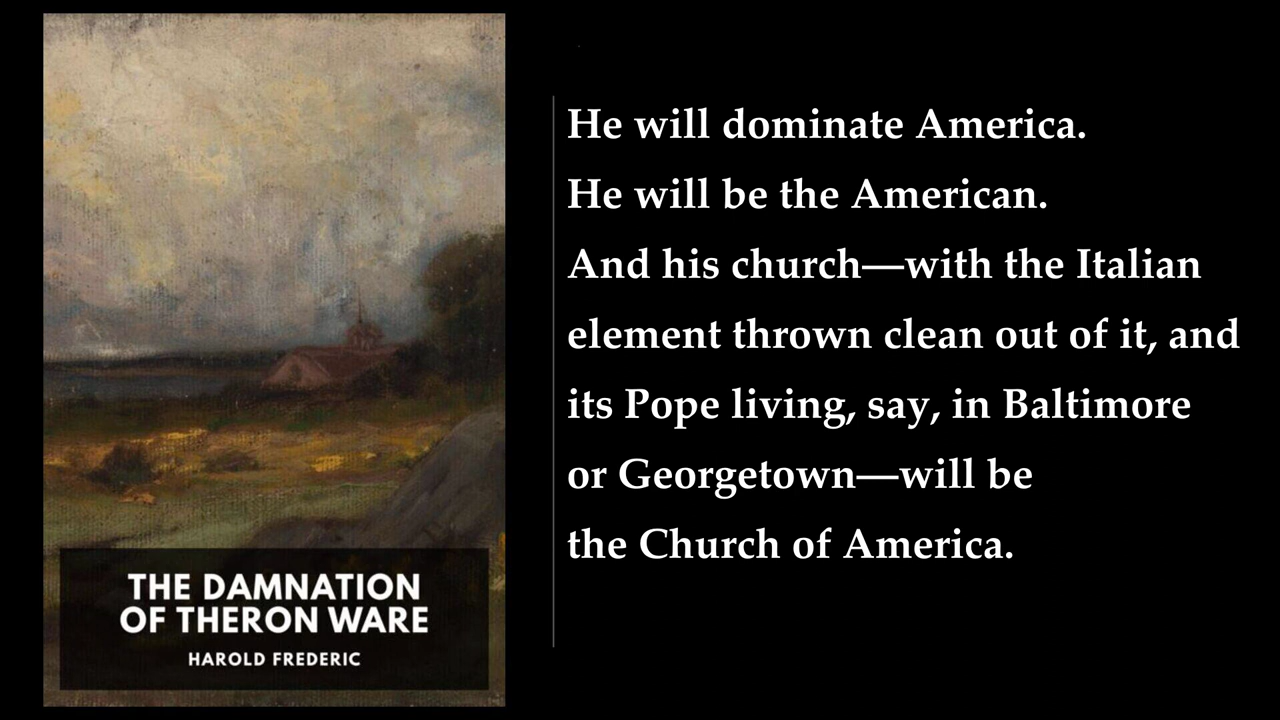 THE DAMNATION
OF THERON WARE
HAROLD FREDERIC
He will dominate America.
He will be the American.
And his church—with the Italian
element thrown clean out of it, and
its Pope living, say, in Baltimore
or Georgetown—will be
the Church of America.